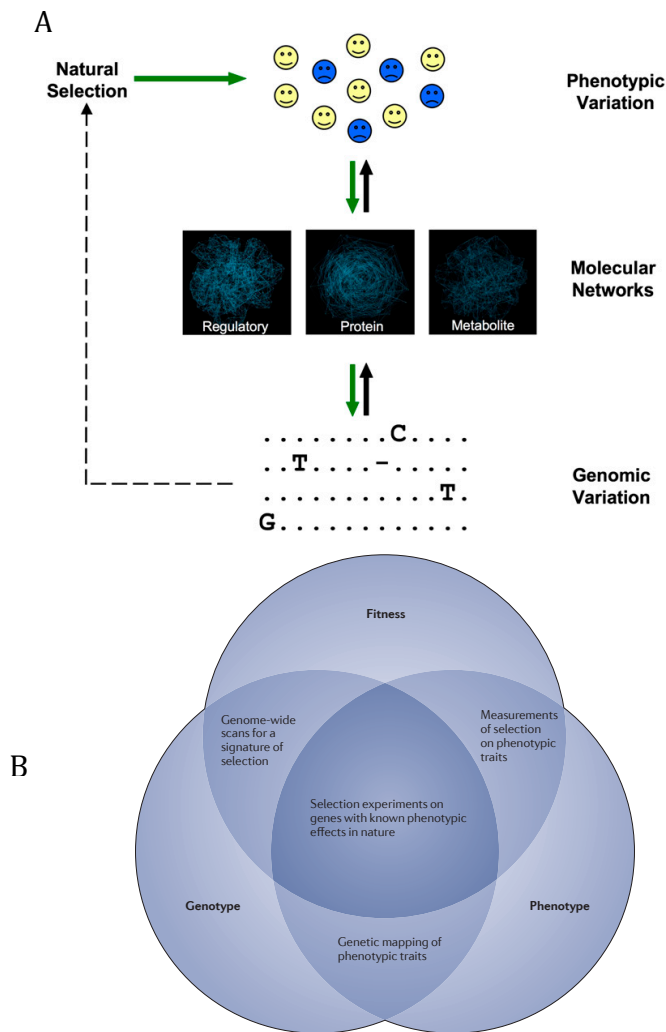 A
Natural
Selection
Phenotypic
Variation
Regulatory
Protein
Metabolite
Molecular
Networks
. . . . . . . . C . . . .
. . T . . . . – . . . . .
. . . . . . . . . . . T .
G . . . . . . . . . . . .
Genomic
Variation
B
Fitness
Genome-wide
scans for a
signature of
selection
Measurements
of selection
on phenotypic
traits
Selection experiments on
genes with known phenotypic
effects in nature
Genotype
Phenotype
Genetic mapping of
phenotypic traits